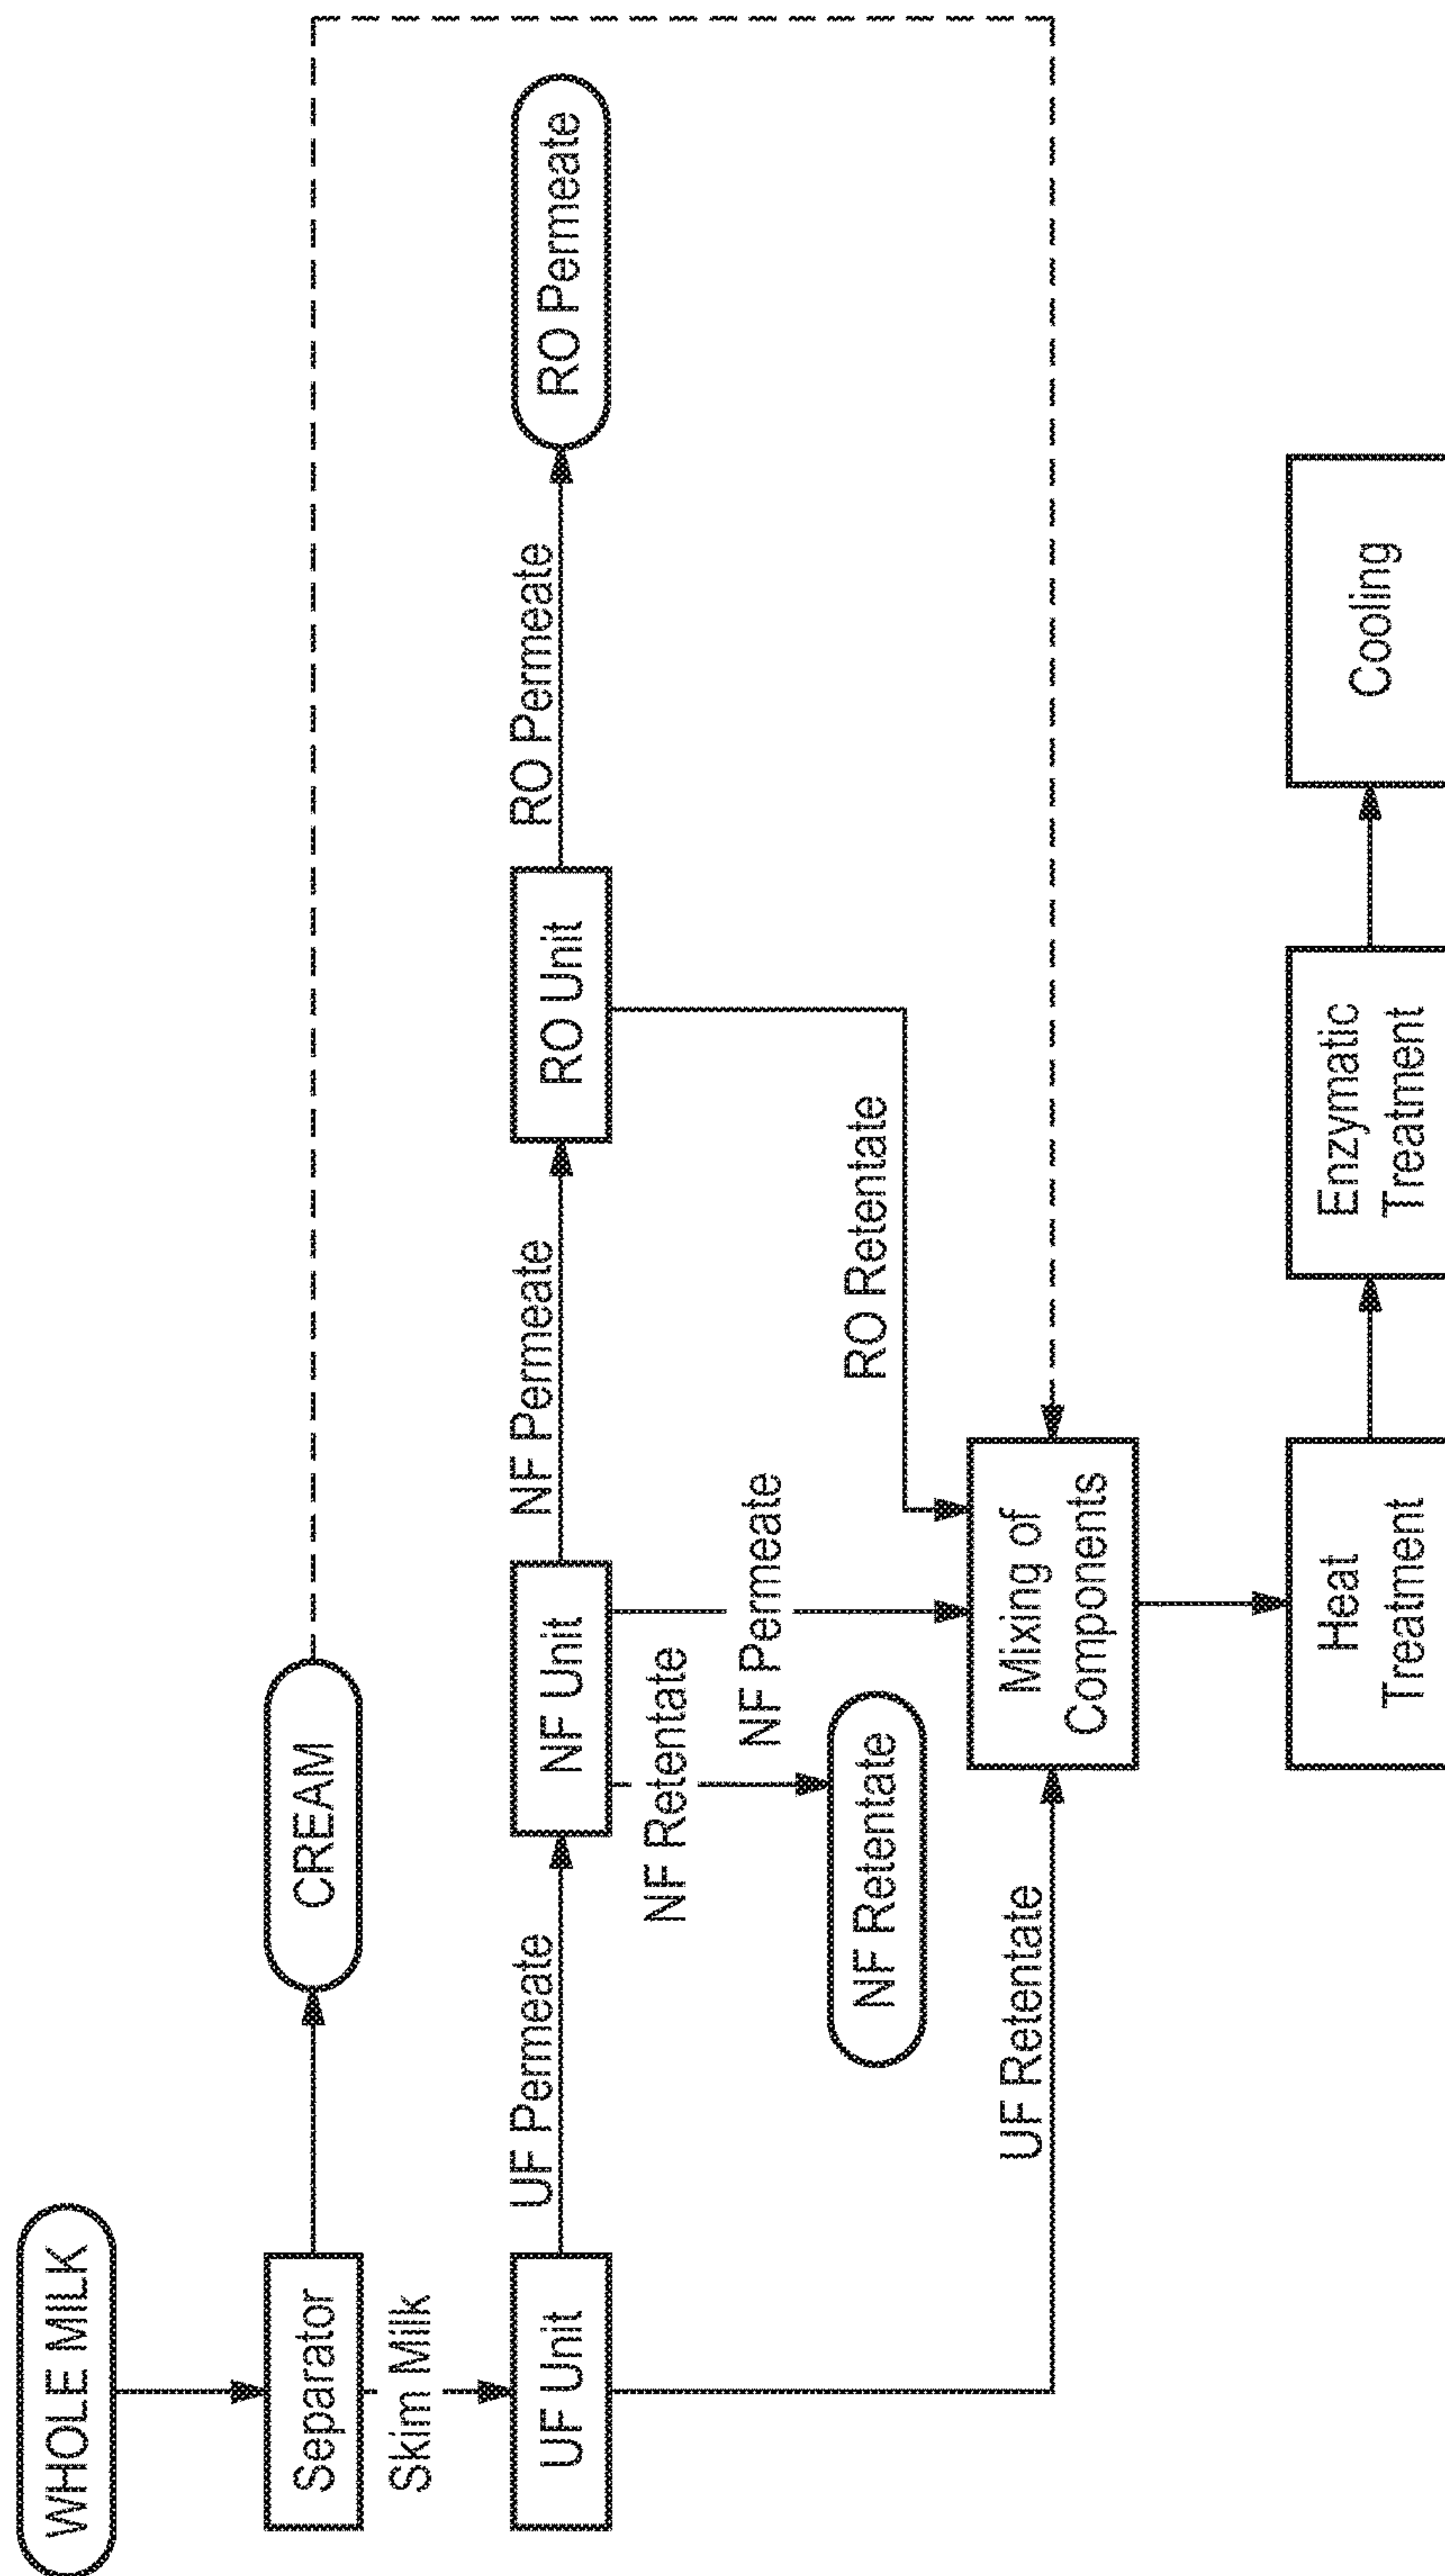 WHOLE MILK
Separator
CREAM
Skim Milk
UF Unit
UF Permeate
NF Unit
NF Permeate
RO Unit
RO Permeate
RO Permeate
NF Retentate
NF Permeate
NF Retentate
RO Retentate
UF Retentate
Mixing of
Components
Heat
Treatment
Enzymatic
Treatment
Cooling